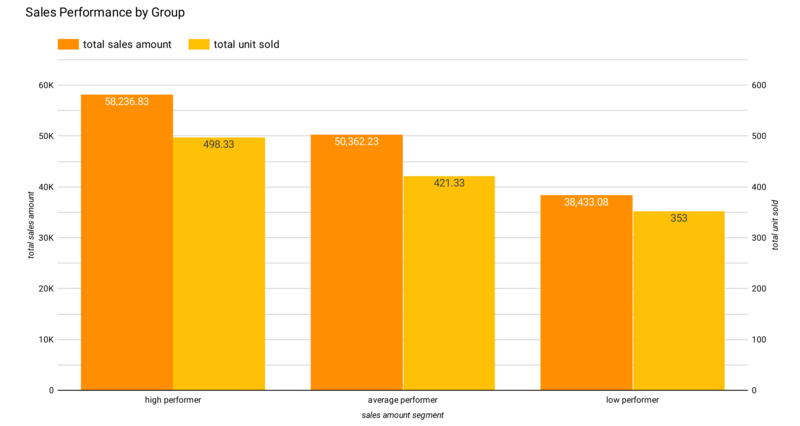 Sales Performance by Group
total sales amount total unit sold
60K
50K
40K
30K
20K
10K
0
total sales amount
58,236.83
498.33
50,362.23
421.33
38,433.08
353
600
500
400
300
200
100
0
total unit sold
high performer average performer low performer
sales amount segment